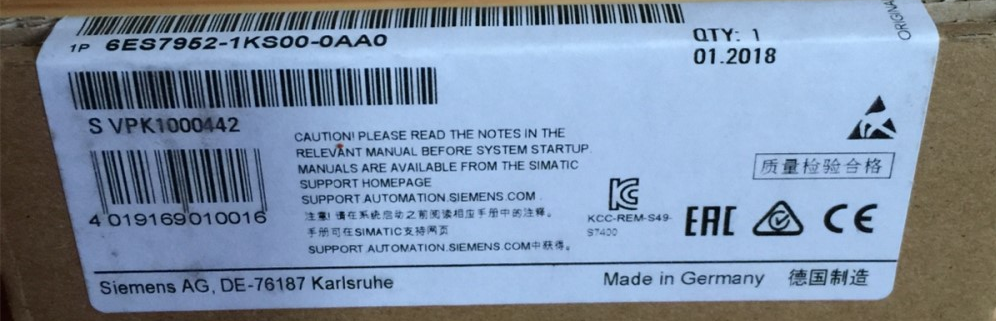 1P 6ES7952-1KS00-0AA0
QTY: 1
01.2018
S VPK1000442
4 019169 010016
CAUTION! PLEASE READ THE NOTES IN THE
RELEVANT MANUAL BEFORE SYSTEM STARTUP.
MANUALS ARE AVAILABLE FROM THE SIMATIC
SUPPORT HOMEPAGE
SUPPORT.AUTOMATION.SIEMENS.COM
注意! 请在系统启动之前阅读相应手册中的注释。
手册可在SIMATIC支持网页
SUPPORT AUTOMATION.SIEMENS.COM中获得。
KCC-REM-S49-
S7400
质量检验合格
EAC CE
Siemens AG, DE-76187 Karlsruhe
Made in Germany 德国制造